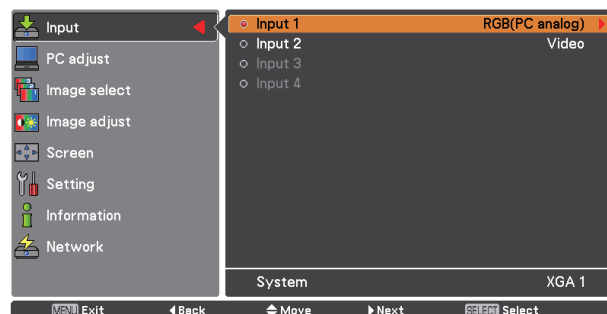 Input
PC adjust
Image select
Image adjust
Screen
Setting
Information
Network
Input 1 RGB(PC analog)
Input 2 Video
Input 3
Input 4
System XGA 1
MENU Exit Back Move Next SELECT Select